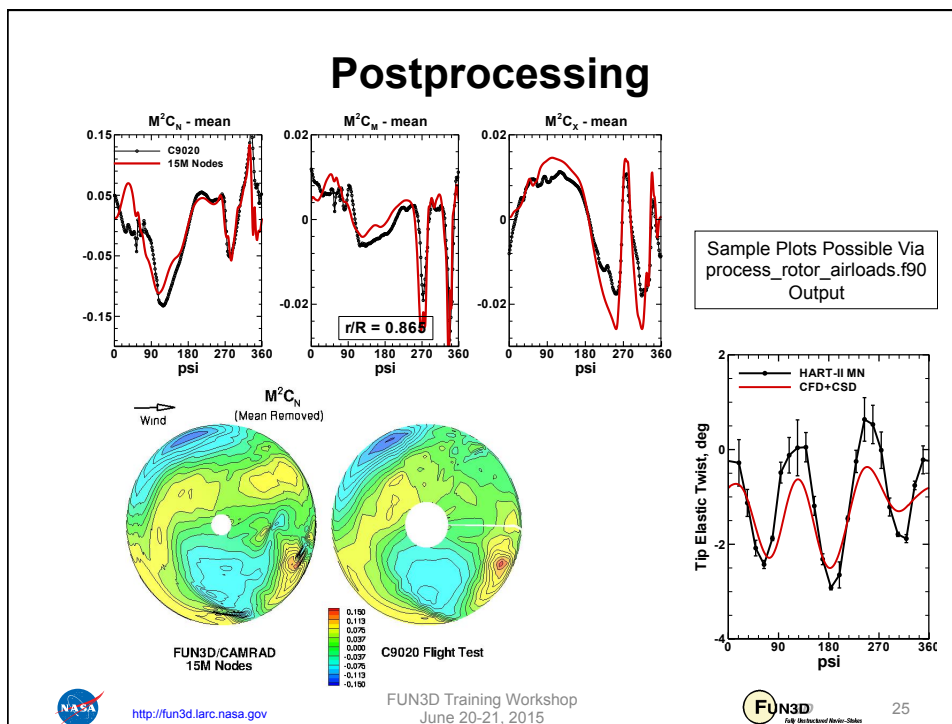 Postprocessing
M²C_N - mean
0.15
0.05
-0.05
-0.15
C9020
15M Nodes
0 90 180 270 360
psi
M²C_M - mean
0.02
0
-0.02
r/R = 0.865
0 90 180 270 360
psi
M²C_X - mean
0.02
0
-0.02
0 90 180 270 360
psi
Sample Plots Possible Via
process_rotor_airloads.f90
Output
Wind
M²C_N
(Mean Removed)
0.150
0.113
0.075
0.037
0.000
-0.037
-0.075
-0.113
-0.150
FUN3D/CAMRAD
15M Nodes
C9020 Flight Test
HART-II MN
CFD+CSD
Tip Elastic Twist, deg
0
-2
-4
0 90 180 270 360
psi
NASA
http://fun3d.larc.nasa.gov
FUN3D Training Workshop
June 20-21, 2015
FUN3D
Fully Unstructured Navier-Stokes
25